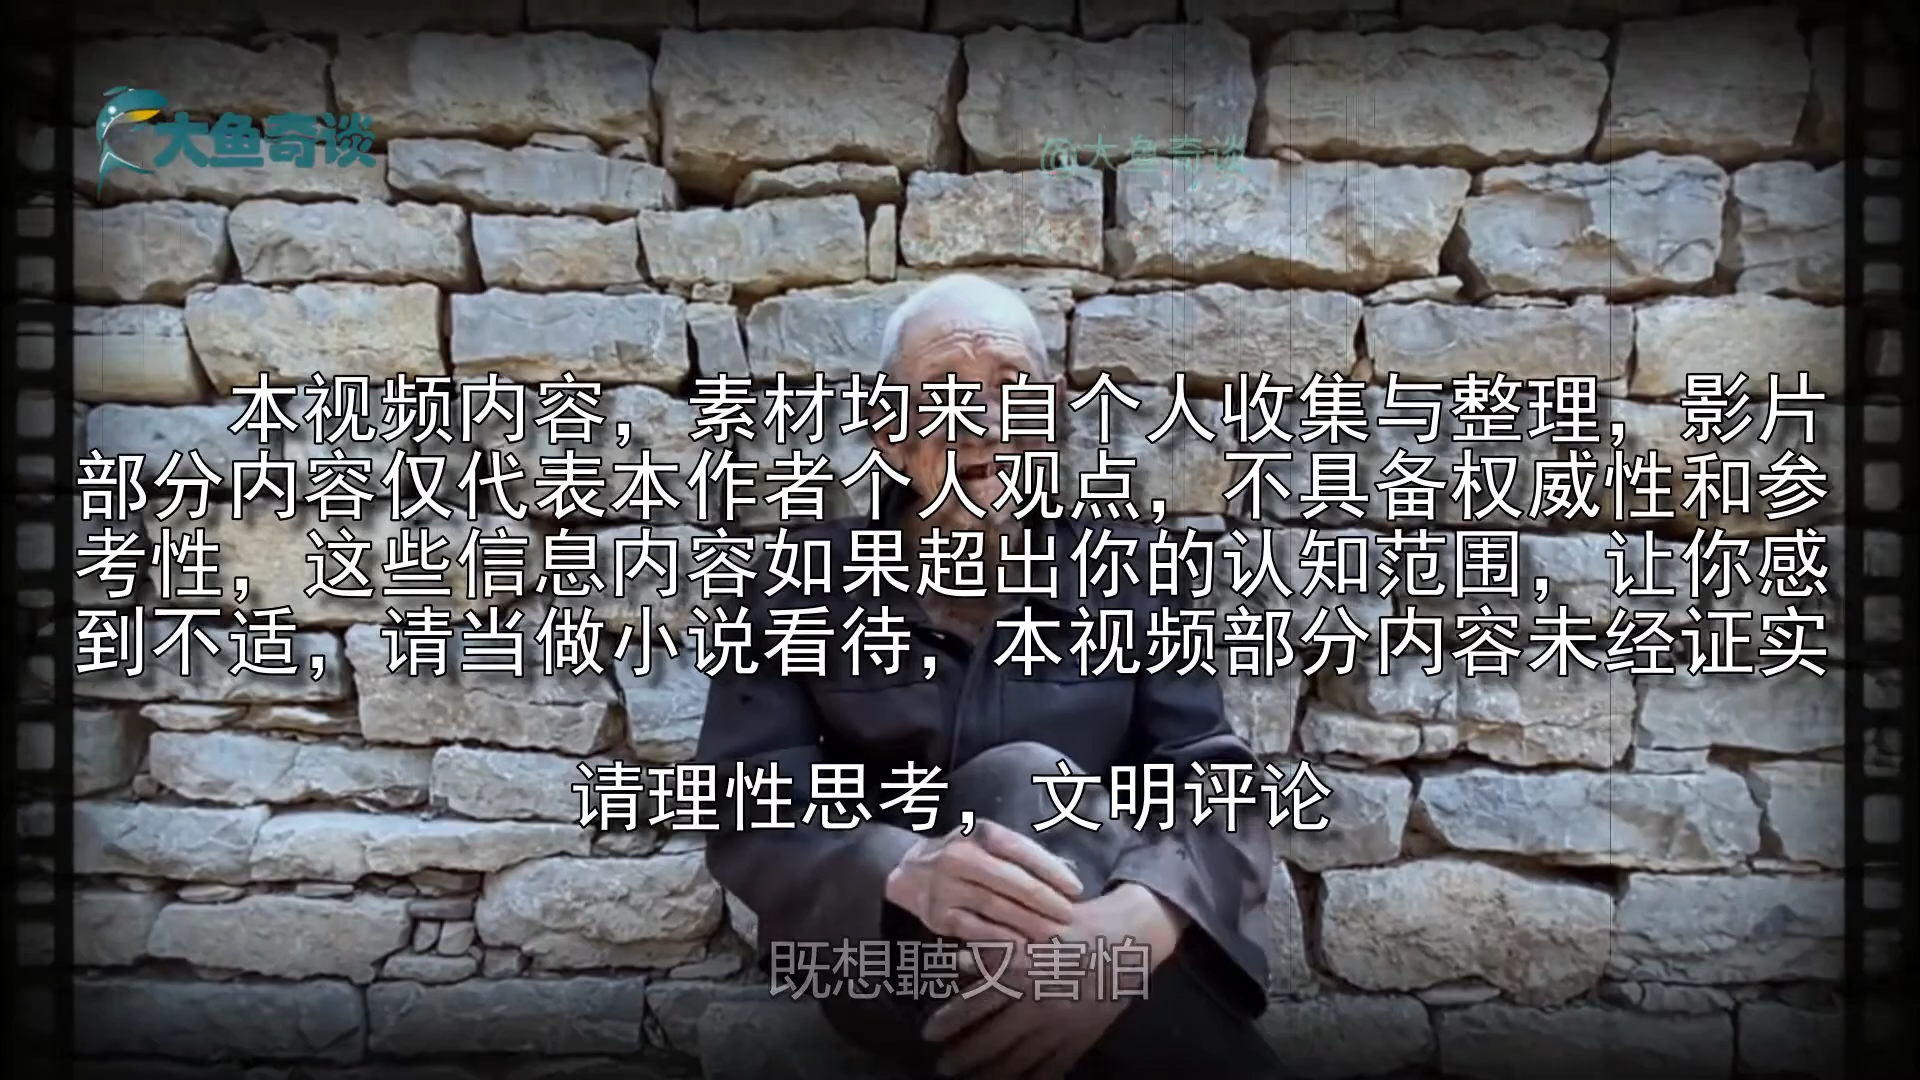 大鱼奇谈
@大鱼奇谈
本视频内容，素材均来自个人收集与整理，影片
部分内容仅代表本作者个人观点，不具备权威性和参
考性，这些信息内容如果超出你的认知范围，让你感
到不适，请当做小说看待，本视频部分内容未经证实
请理性思考，文明评论
既想聽又害怕